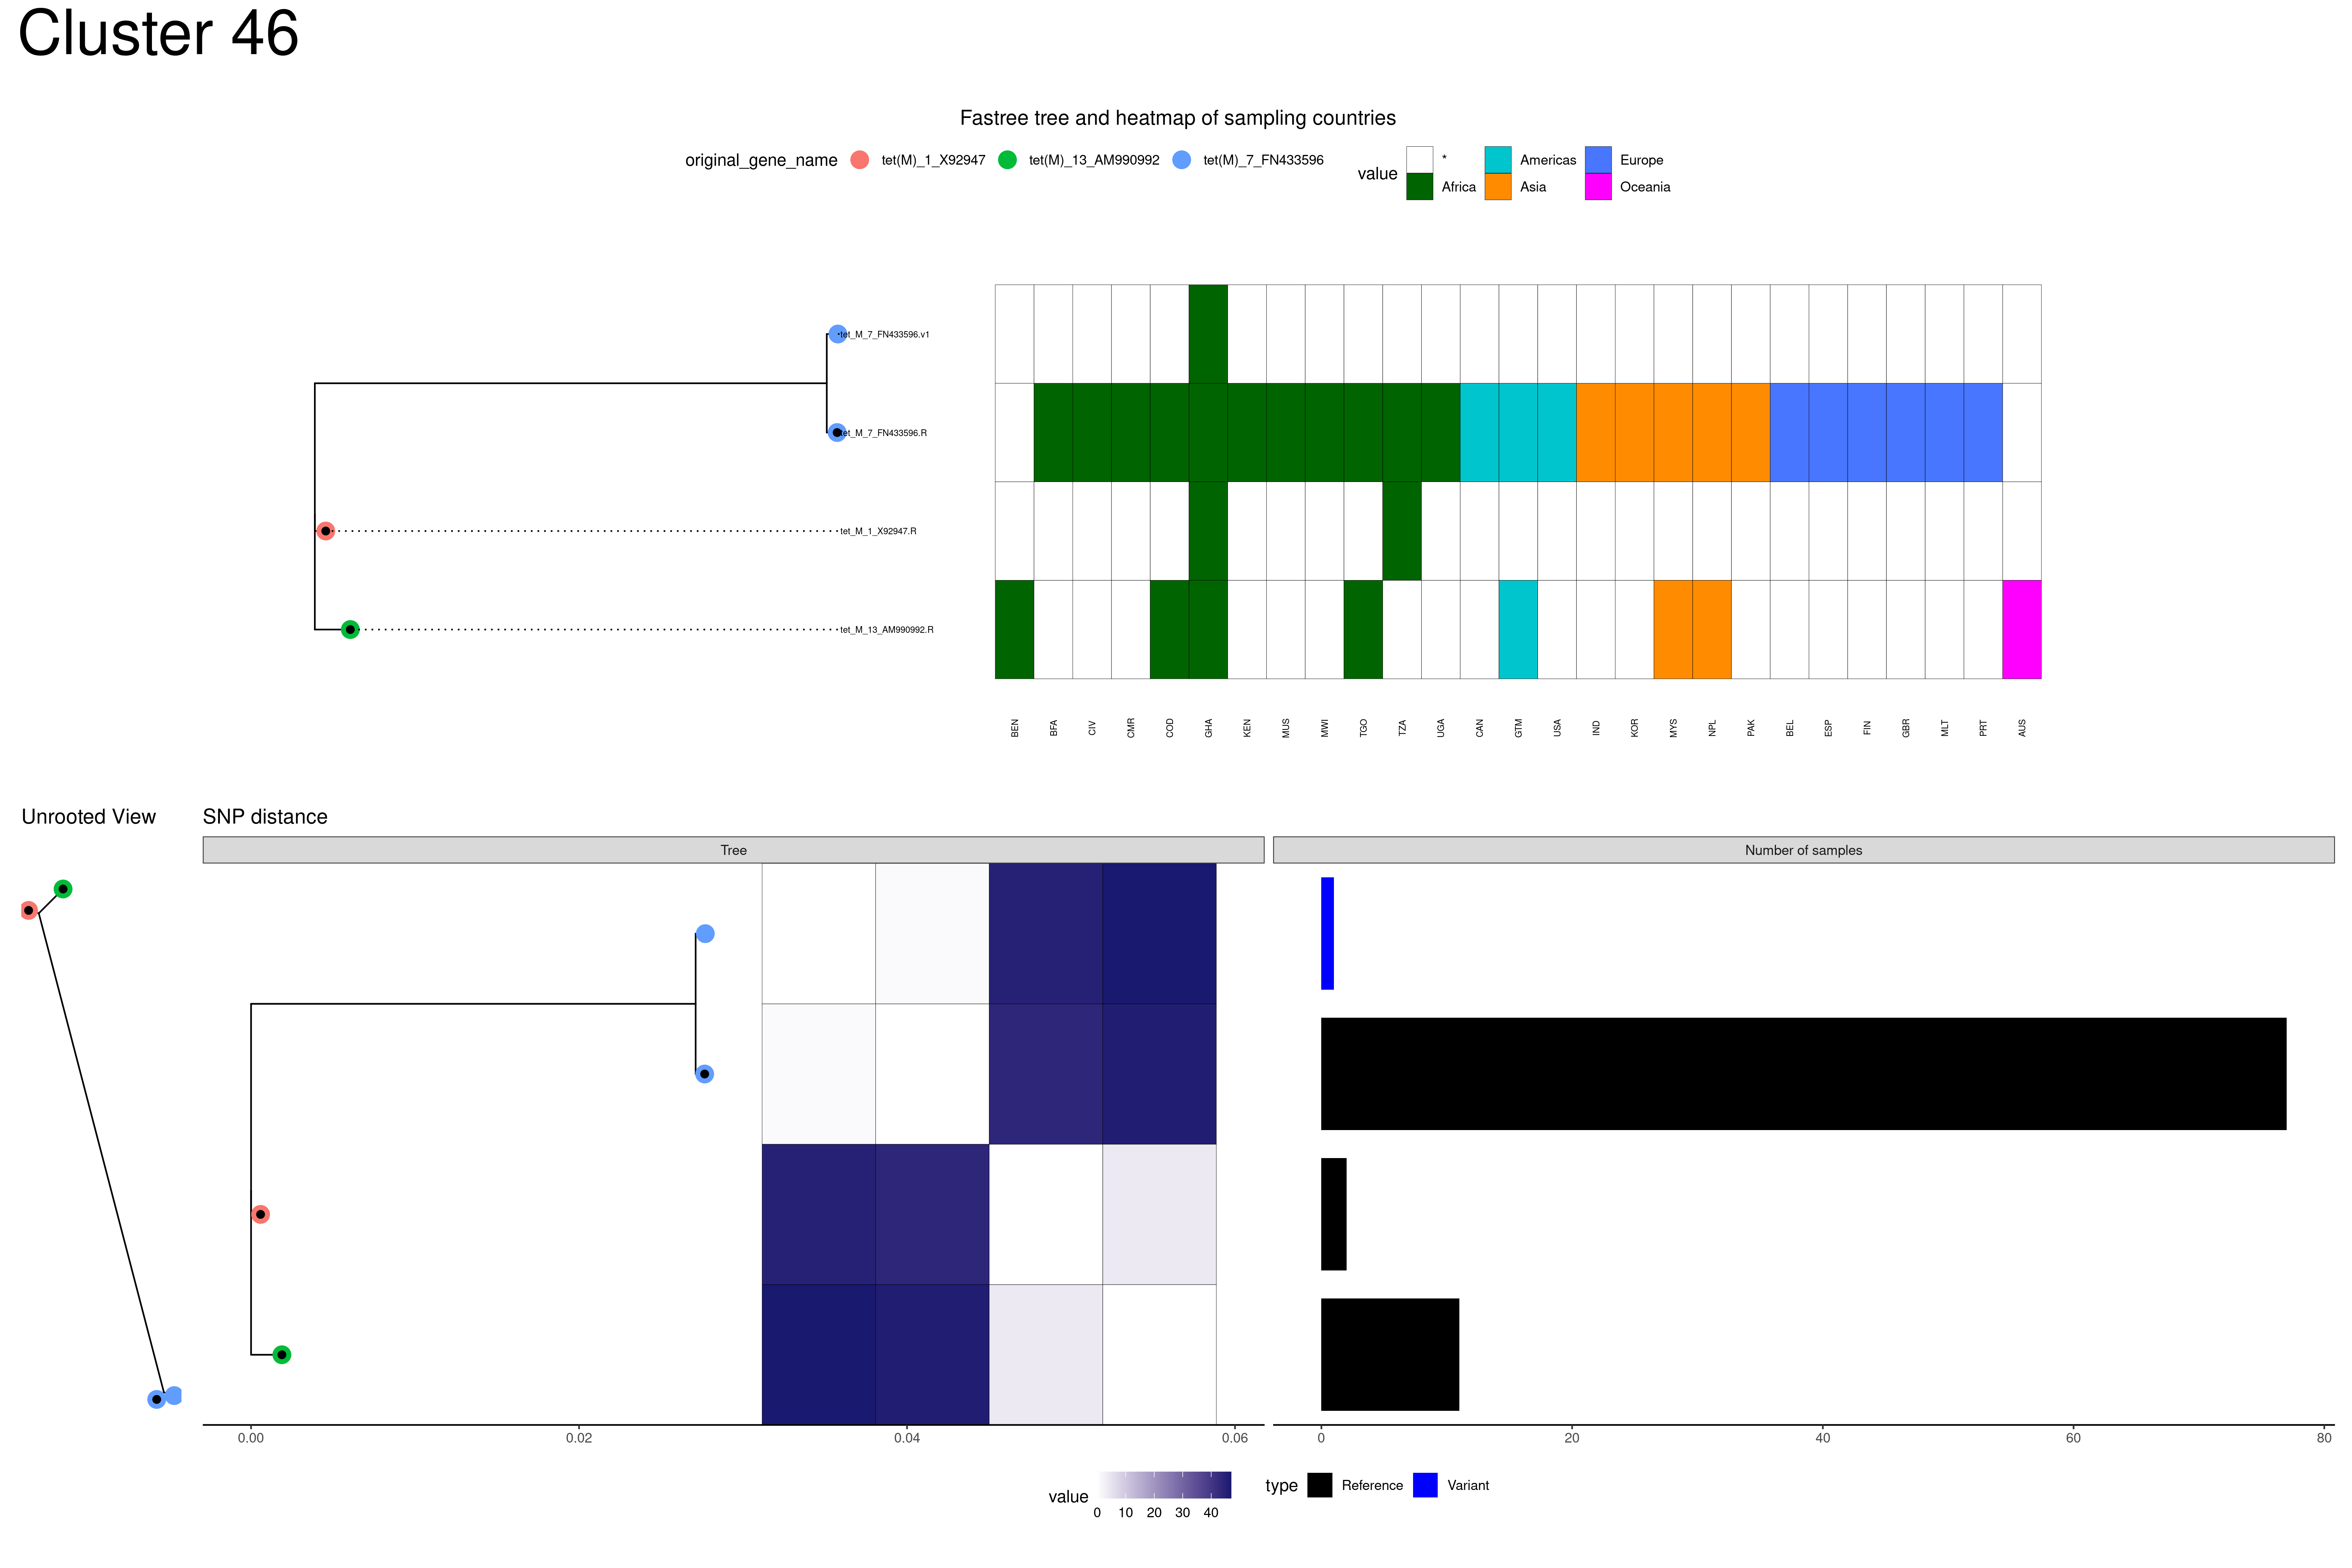 Cluster 46
Fastree tree and heatmap of sampling countries
original_gene_name tet(M)_1_X92947 tet(M)_13_AM990992 tet(M)_7_FN433596
value * Americas Europe
Africa Asia Oceania
tet_M_7_FN433596.v1
tet_M_7_FN433596.R
tet_M_1_X92947.R
tet_M_13_AM990992.R
BEN BFA CIV CMR COD GHA KEN MUS MWI TGO TZA UGA CAN GTM USA IND KOR MYS NPL PAK BEL ESP FIN GBR MLT PRT AUS
Unrooted View SNP distance
Tree Number of samples
0.00 0.02 0.04 0.06 0 20 40 60 80
value 0 10 20 30 40 type Reference Variant